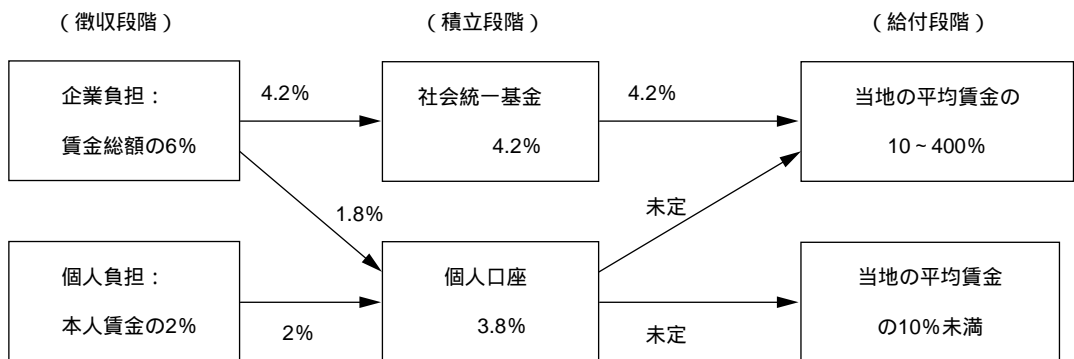 （徴収段階）
（積立段階）
（給付段階）
企業負担：
賃金総額の6%
4.2%
社会統一基金
4.2%
4.2%
当地の平均賃金の
10～400%
1.8%
未定
個人負担：
本人賃金の2%
2%
個人口座
3.8%
未定
当地の平均賃金
の10%未満